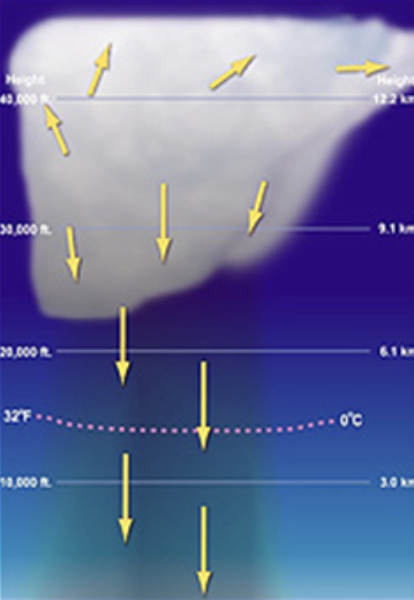 Height
Height
40,000 ft.
12.2 km
30,000 ft.
9.1 km
20,000 ft.
6.1 km
32°F
0°C
10,000 ft.
3.0 km